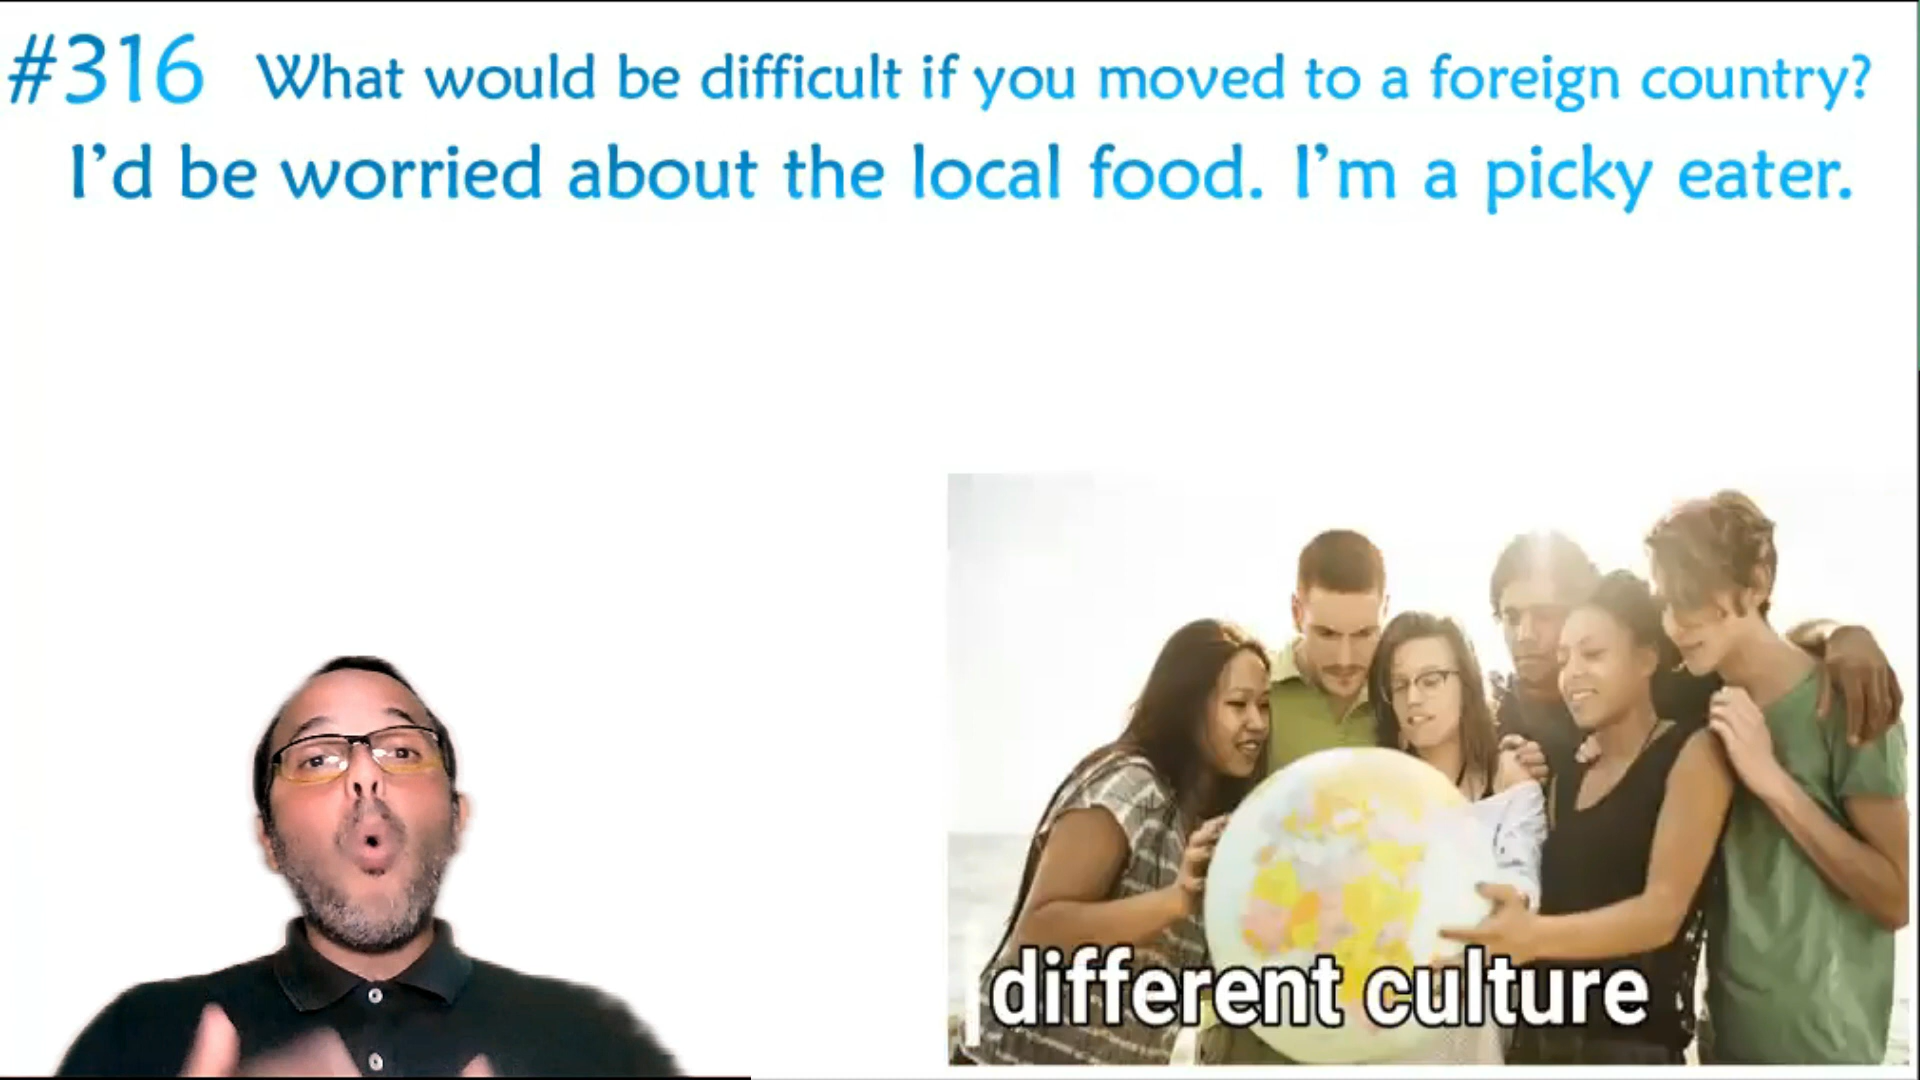 #316 What would be difficult if you moved to a foreign country?
I'd be worried about the local food. I'm a picky eater.
different culture